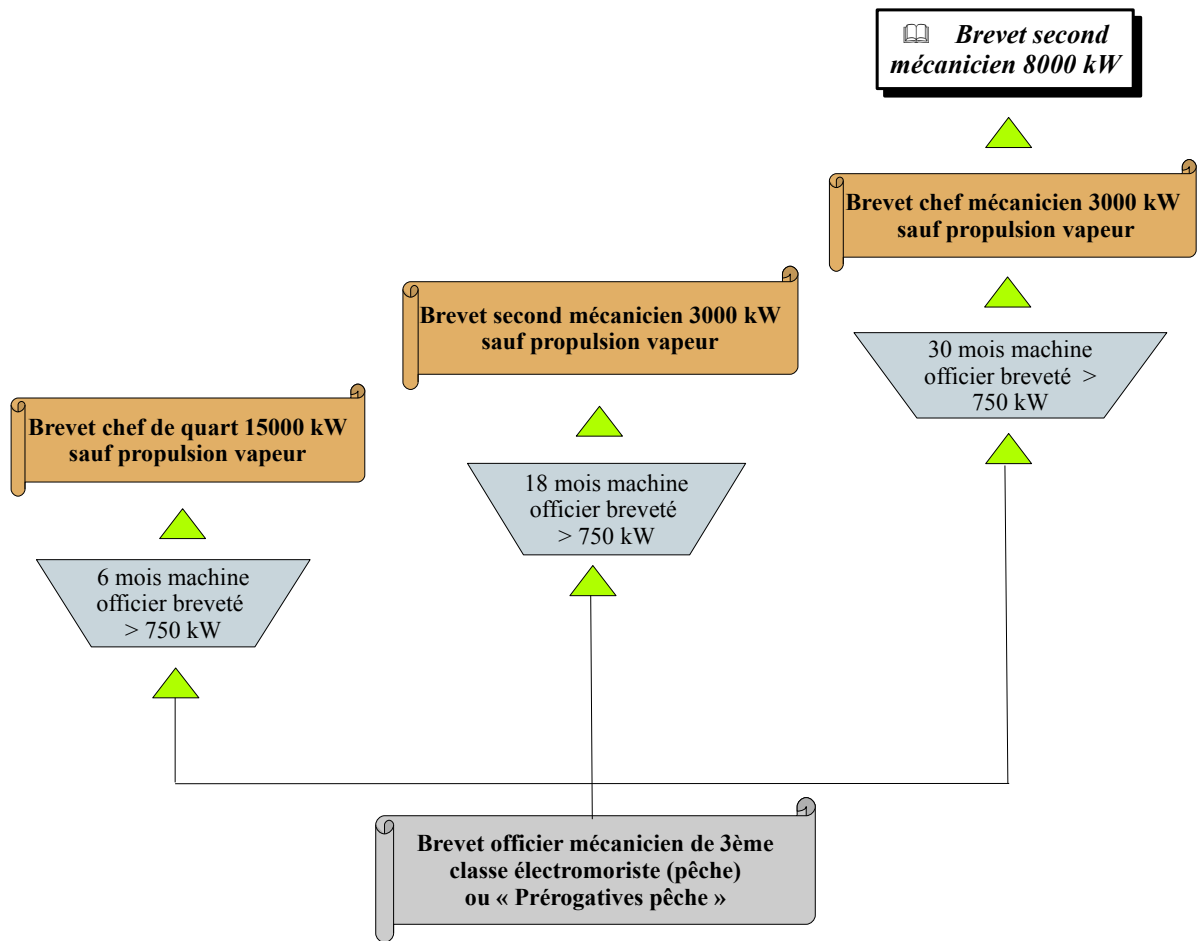 🕮 Brevet second
mécanicien 8000 kW
Brevet chef mécanicien 3000 kW
sauf propulsion vapeur
Brevet second mécanicien 3000 kW
sauf propulsion vapeur
30 mois machine
officier breveté >
750 kW
Brevet chef de quart 15000 kW
sauf propulsion vapeur
18 mois machine
officier breveté
> 750 kW
6 mois machine
officier breveté
> 750 kW
Brevet officier mécanicien de 3ème
classe électromoriste (pêche)
ou « Prérogatives pêche »